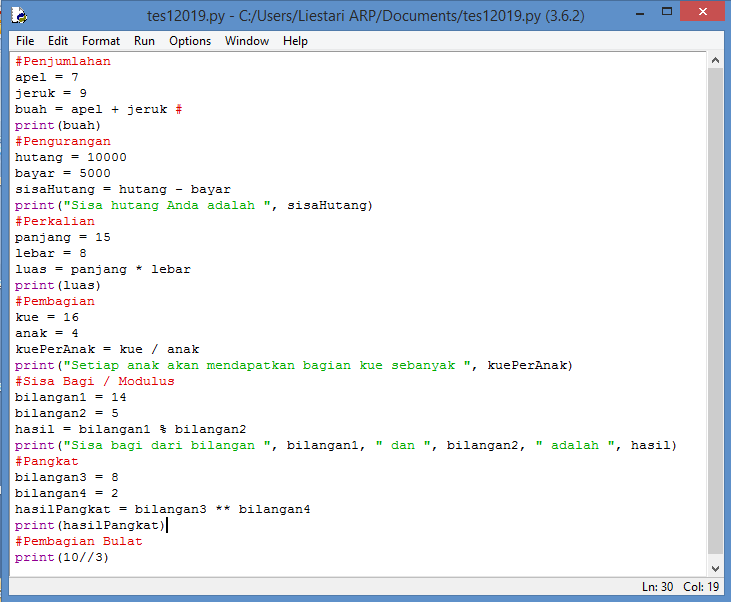 tes12019.py - C:/Users/Liestari ARP/Documents/tes12019.py (3.6.2)
File Edit Format Run Options Window Help
#Penjumlahan
apel = 7
jeruk = 9
buah = apel + jeruk #
print(buah)
#Pengurangan
hutang = 10000
bayar = 5000
sisaHutang = hutang - bayar
print("Sisa hutang Anda adalah ", sisaHutang)
#Perkalian
panjang = 15
lebar = 8
luas = panjang * lebar
print(luas)
#Pembagian
kue = 16
anak = 4
kuePerAnak = kue / anak
print("Setiap anak akan mendapatkan bagian kue sebanyak ", kuePerAnak)
#Sisa Bagi / Modulus
bilangan1 = 14
bilangan2 = 5
hasil = bilangan1 % bilangan2
print("Sisa bagi dari bilangan ", bilangan1, " dan ", bilangan2, " adalah ", hasil)
#Pangkat
bilangan3 = 8
bilangan4 = 2
hasilPangkat = bilangan3 ** bilangan4
print(hasilPangkat)
#Pembagian Bulat
print(10//3)
Ln: 30 Col: 19